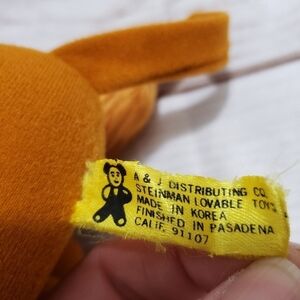 A & J DISTRIBUTING CO.
STEINMAN LOVABLE TOYS
MADE IN KOREA
FINISHED IN PASADENA
CALIF. 91107